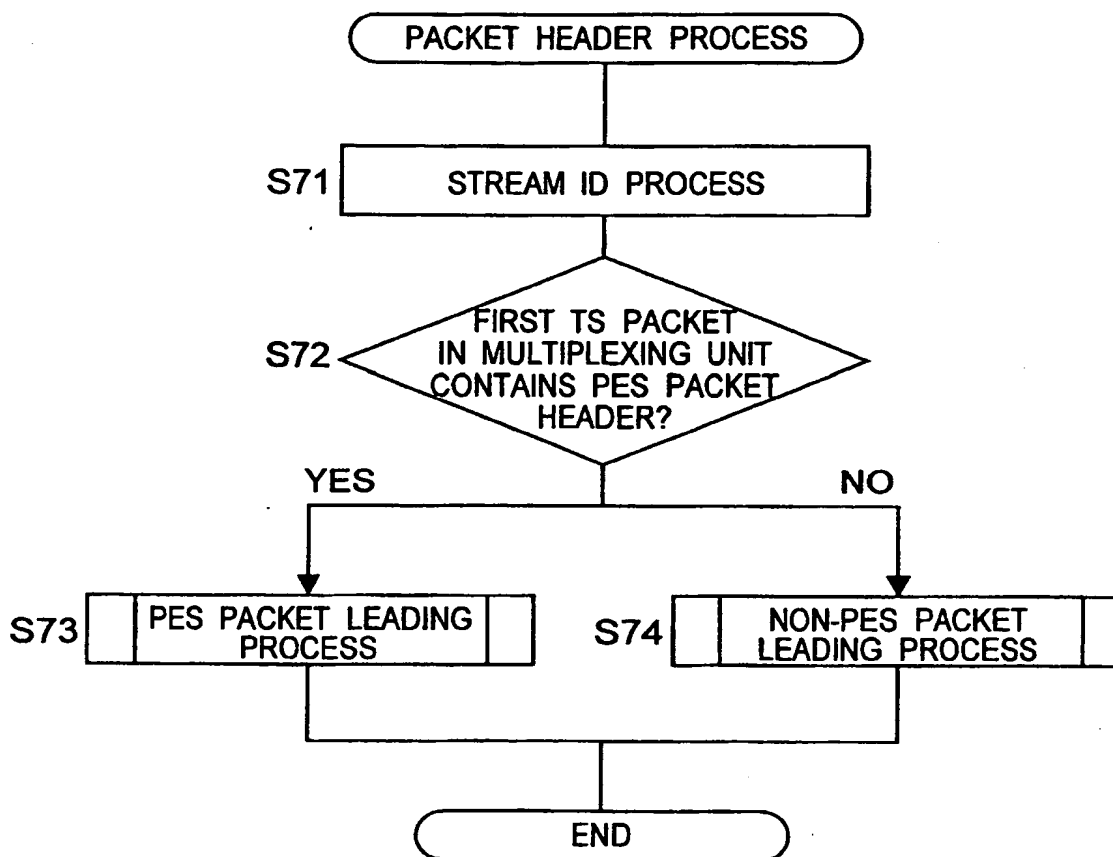 PACKET HEADER PROCESS
S71
STREAM ID PROCESS
S72
FIRST TS PACKET
IN MULTIPLEXING UNIT
CONTAINS PES PACKET
HEADER?
YES
NO
S73
PES PACKET LEADING
PROCESS
S74
NON-PES PACKET
LEADING PROCESS
END